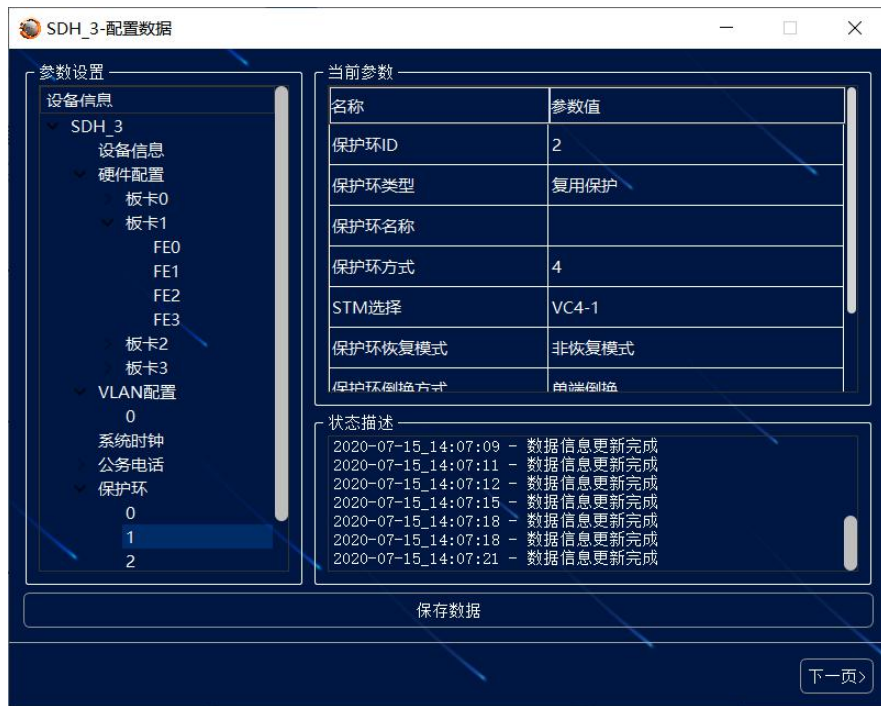 SDH_3-配置数据
参数设置
设备信息
SDH_3
设备信息
硬件配置
板卡0
板卡1
FE0
FE1
FE2
FE3
板卡2
板卡3
VLAN配置
0
系统时钟
公务电话
保护环
0
1
2
当前参数
名称 参数值
保护环ID 2
保护环类型 复用保护
保护环名称
保护环方式 4
STM选择 VC4-1
保护环恢复模式 非恢复模式
保护环倒换方式 单端倒换
状态描述
2020-07-15_14:07:09 - 数据信息更新完成
2020-07-15_14:07:11 - 数据信息更新完成
2020-07-15_14:07:12 - 数据信息更新完成
2020-07-15_14:07:15 - 数据信息更新完成
2020-07-15_14:07:18 - 数据信息更新完成
2020-07-15_14:07:18 - 数据信息更新完成
2020-07-15_14:07:21 - 数据信息更新完成
保存数据
下一页>